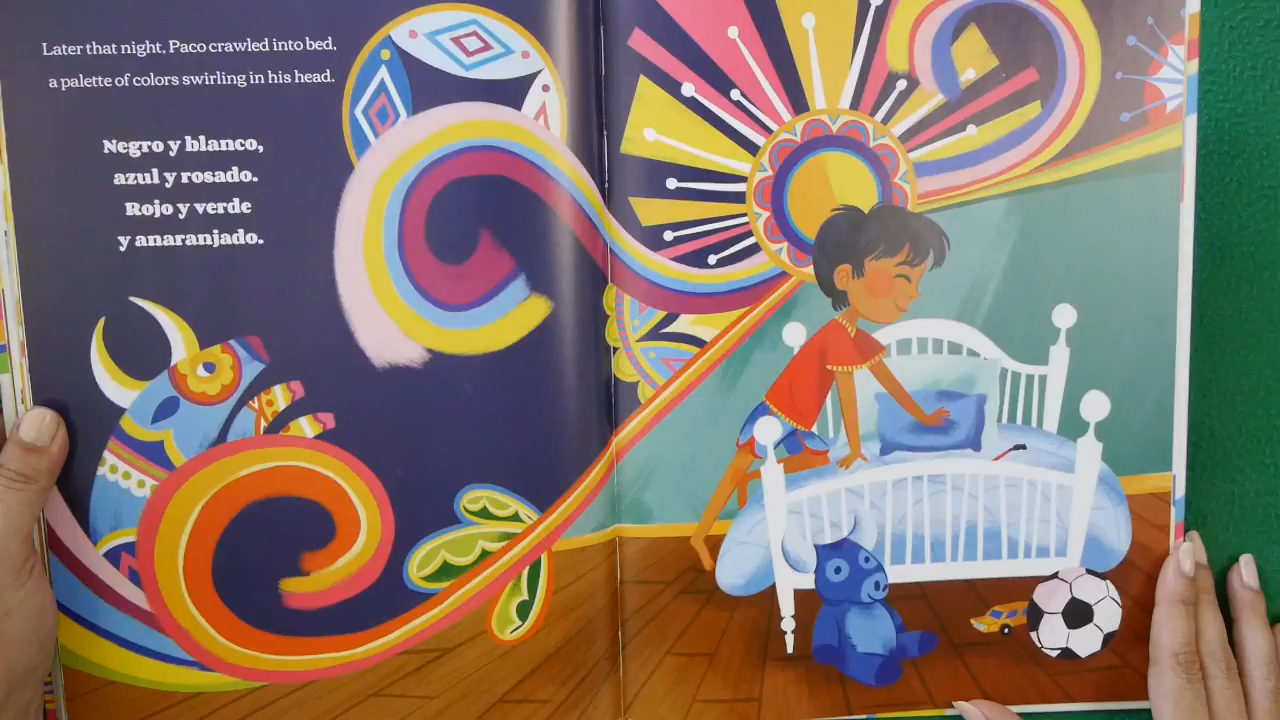 Later that night, Paco crawled into bed,
a palette of colors swirling in his head.
Negro y blanco,
azul y rosado.
Rojo y verde
y anaranjado.